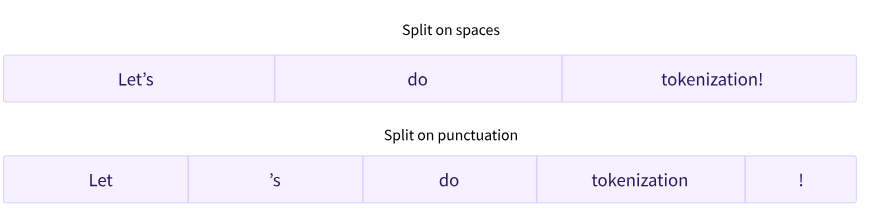 Split on spaces
Let’s do tokenization!
Split on punctuation
Let ’s do tokenization !